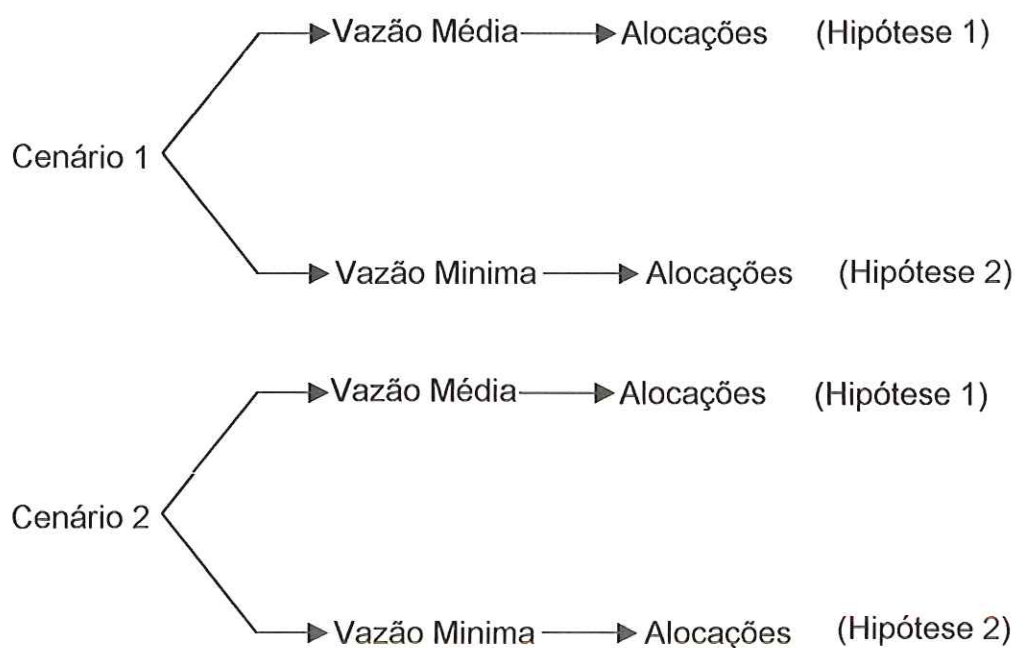 Vazão Média Alocações (Hipótese 1)
Cenário 1
Vazão Minima Alocações (Hipótese 2)
Vazão Média Alocações (Hipótese 1)
Cenário 2
Vazão Minima Alocações (Hipótese 2)